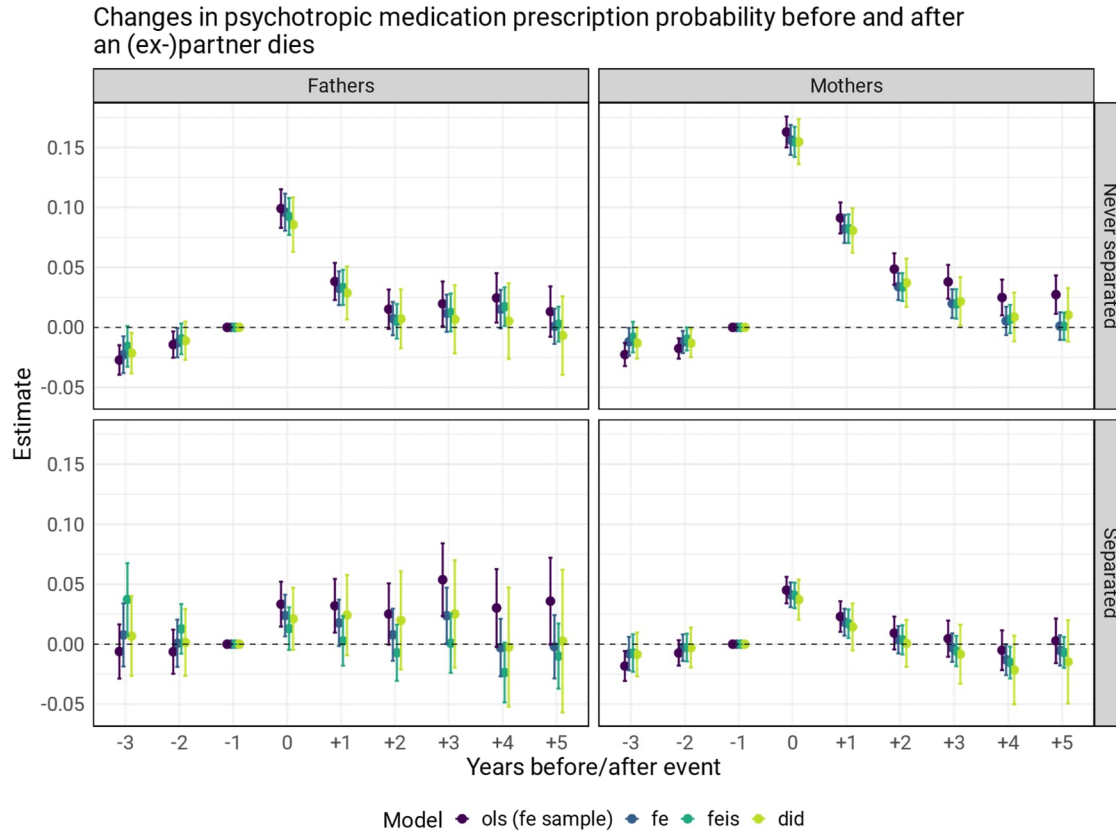 Changes in psychotropic medication prescription probability before and after
an (ex-)partner dies
Fathers
Mothers
0.15
0.10
0.05
0.00
-0.05
Never separated
0.15
0.10
0.05
0.00
-0.05
Separated
Estimate
-3 -2 -1 0 +1 +2 +3 +4 +5
-3 -2 -1 0 +1 +2 +3 +4 +5
Years before/after event
Model ols (fe sample) fe feis did